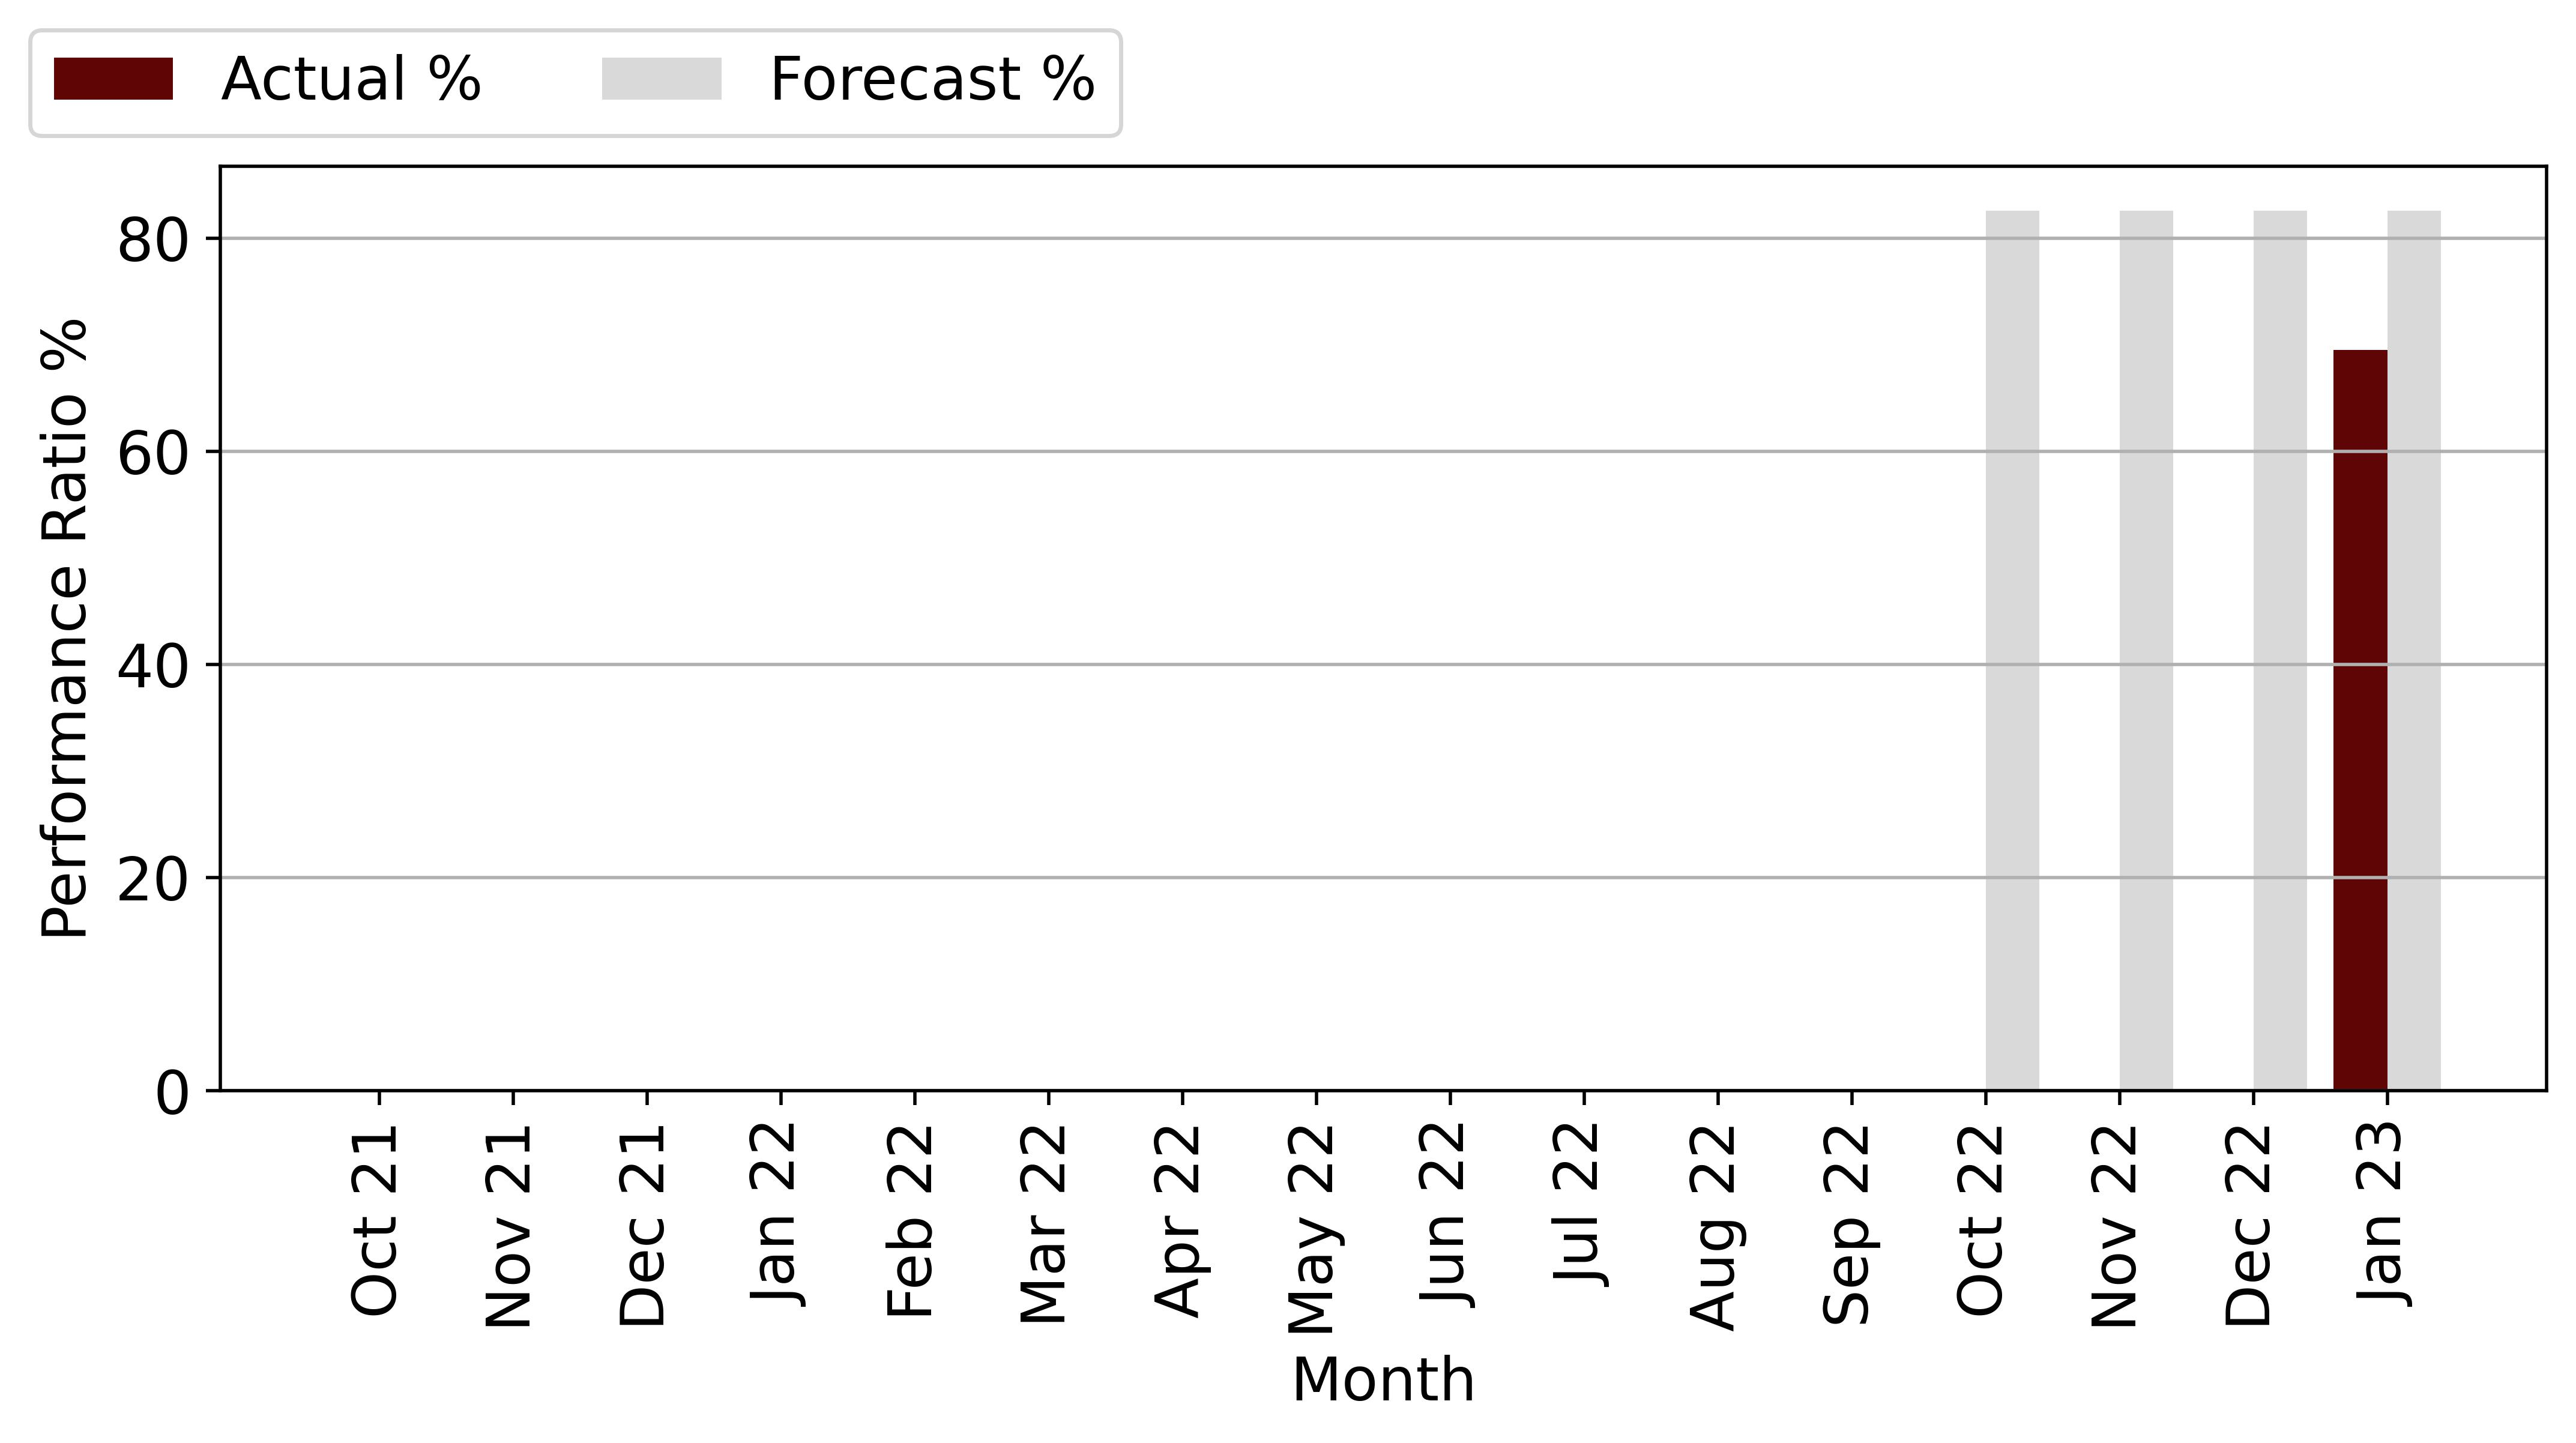 Actual % Forecast %
Performance Ratio %
80
60
40
20
0
Oct 21 Nov 21 Dec 21 Jan 22 Feb 22 Mar 22 Apr 22 May 22 Jun 22 Jul 22 Aug 22 Sep 22 Oct 22 Nov 22 Dec 22 Jan 23
Month